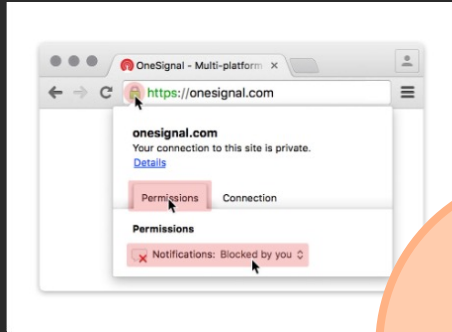 OneSignal - Multi-platform
https://onesignal.com
onesignal.com
Your connection to this site is private.
Details
Permissions Connection
Permissions
Notifications: Blocked by you